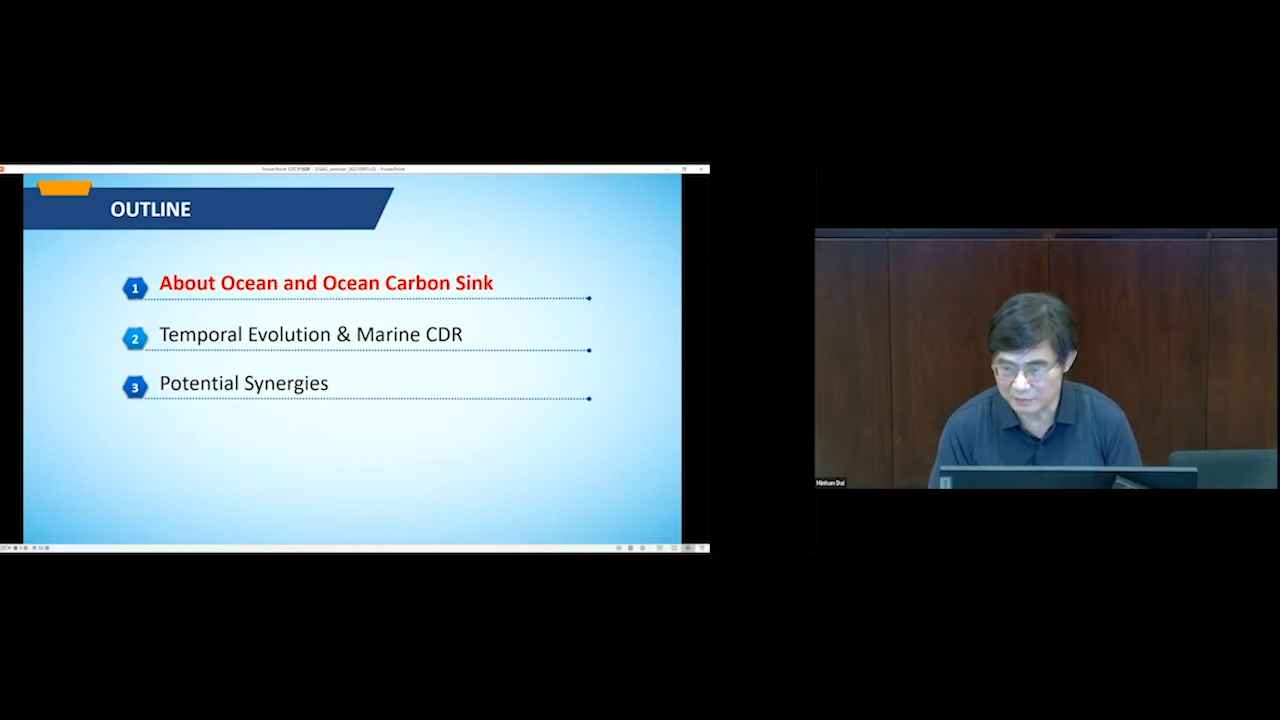 OUTLINE
1 About Ocean and Ocean Carbon Sink
2 Temporal Evolution & Marine CDR
3 Potential Synergies
Minhan Dai